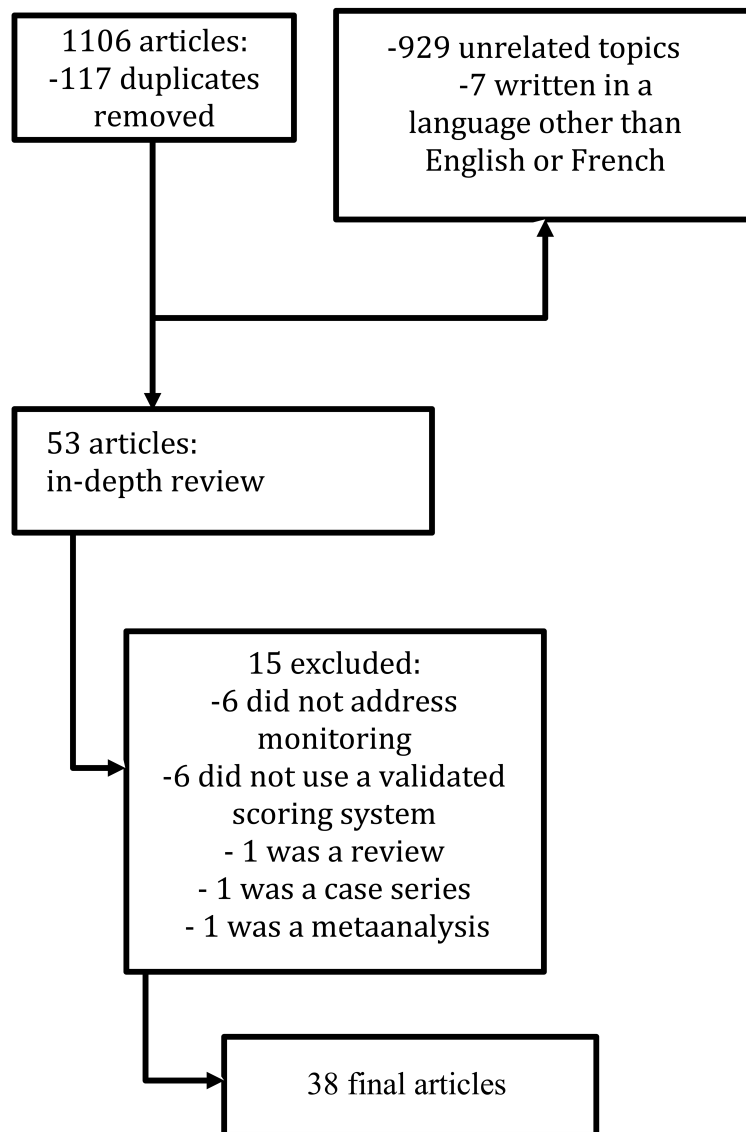 1106 articles:
-117 duplicates
removed
-929 unrelated topics
-7 written in a
language other than
English or French
53 articles:
in-depth review
15 excluded:
-6 did not address
monitoring
-6 did not use a validated
scoring system
- 1 was a review
- 1 was a case series
- 1 was a metaanalysis
38 final articles